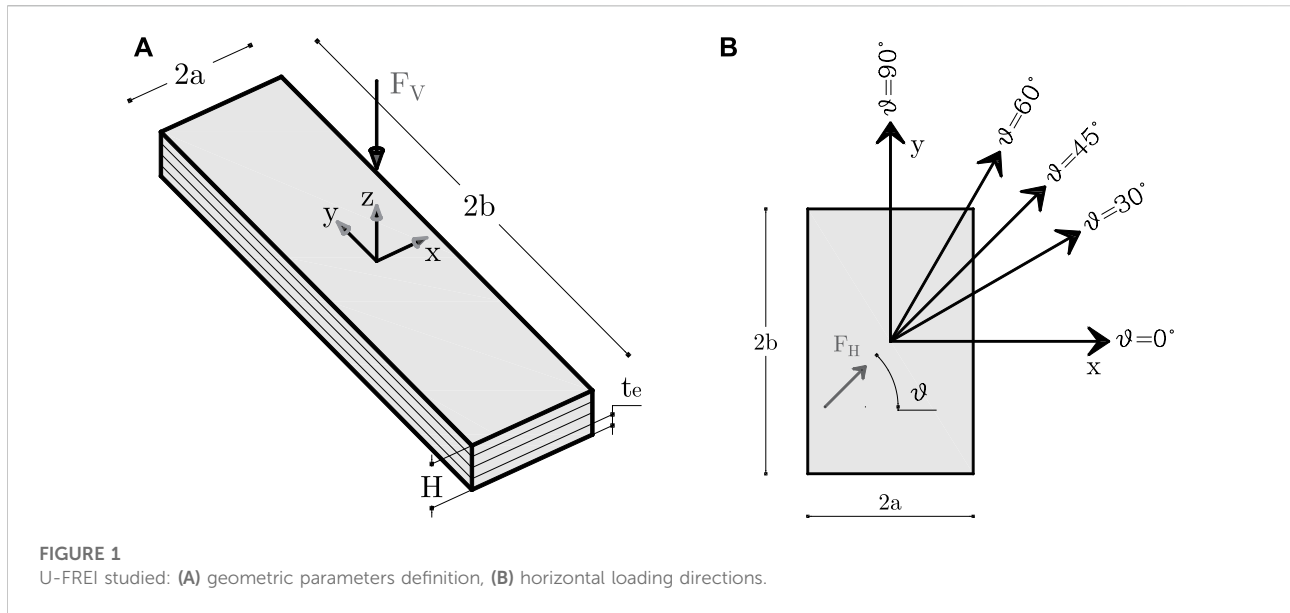 A
2a
F_V
2b
z
y
x
t_e
H
B
ϑ=90°
ϑ=60°
ϑ=45°
ϑ=30°
y
2b
F_H
ϑ
ϑ=0°
x
2a
FIGURE 1
U-FREI studied: (A) geometric parameters definition, (B) horizontal loading directions.